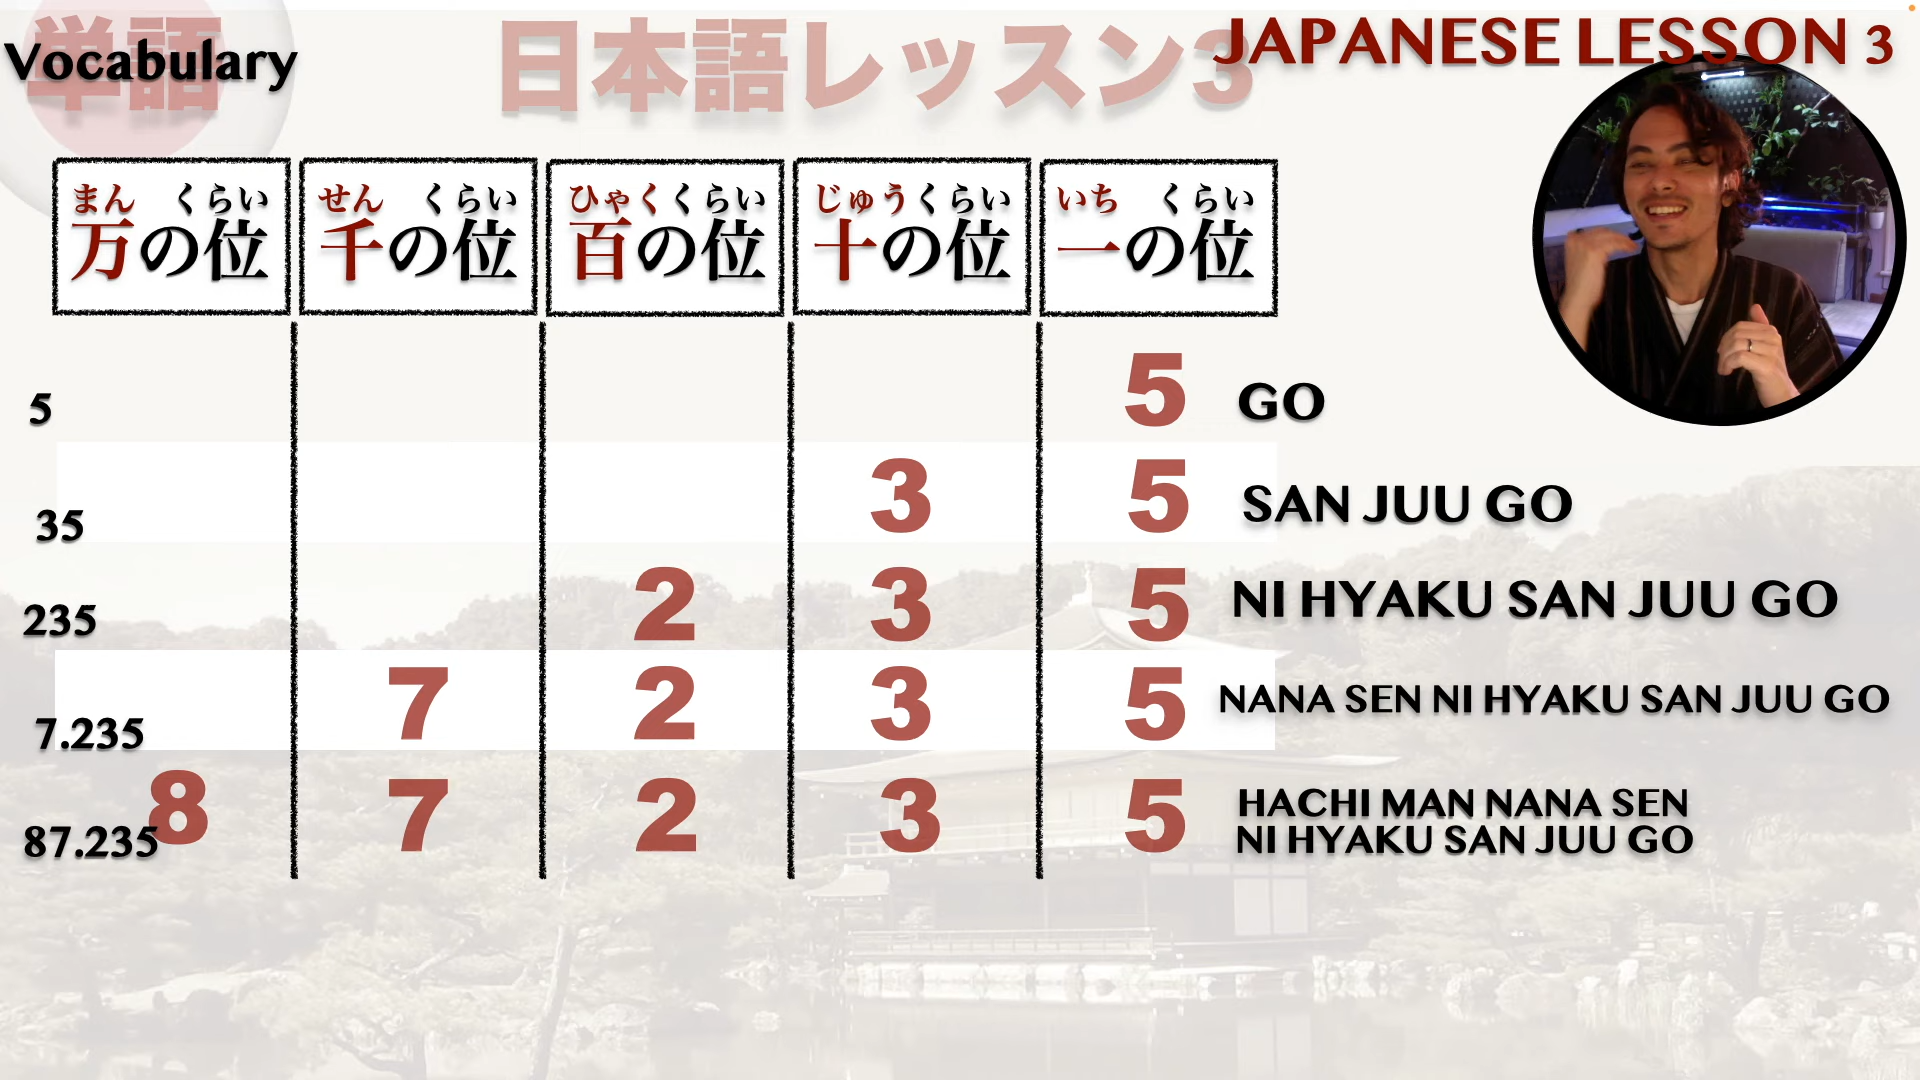 単語
Vocabulary
日本語レッスン3
JAPANESE LESSON 3
まん くらい
万の位
せん くらい
千の位
ひゃくくらい
百の位
じゅうくらい
十の位
いち くらい
一の位
5 5 GO
35 3 5 SAN JUU GO
235 2 3 5 NI HYAKU SAN JUU GO
7.235 7 2 3 5 NANA SEN NI HYAKU SAN JUU GO
87.235 8 7 2 3 5 HACHI MAN NANA SEN
NI HYAKU SAN JUU GO